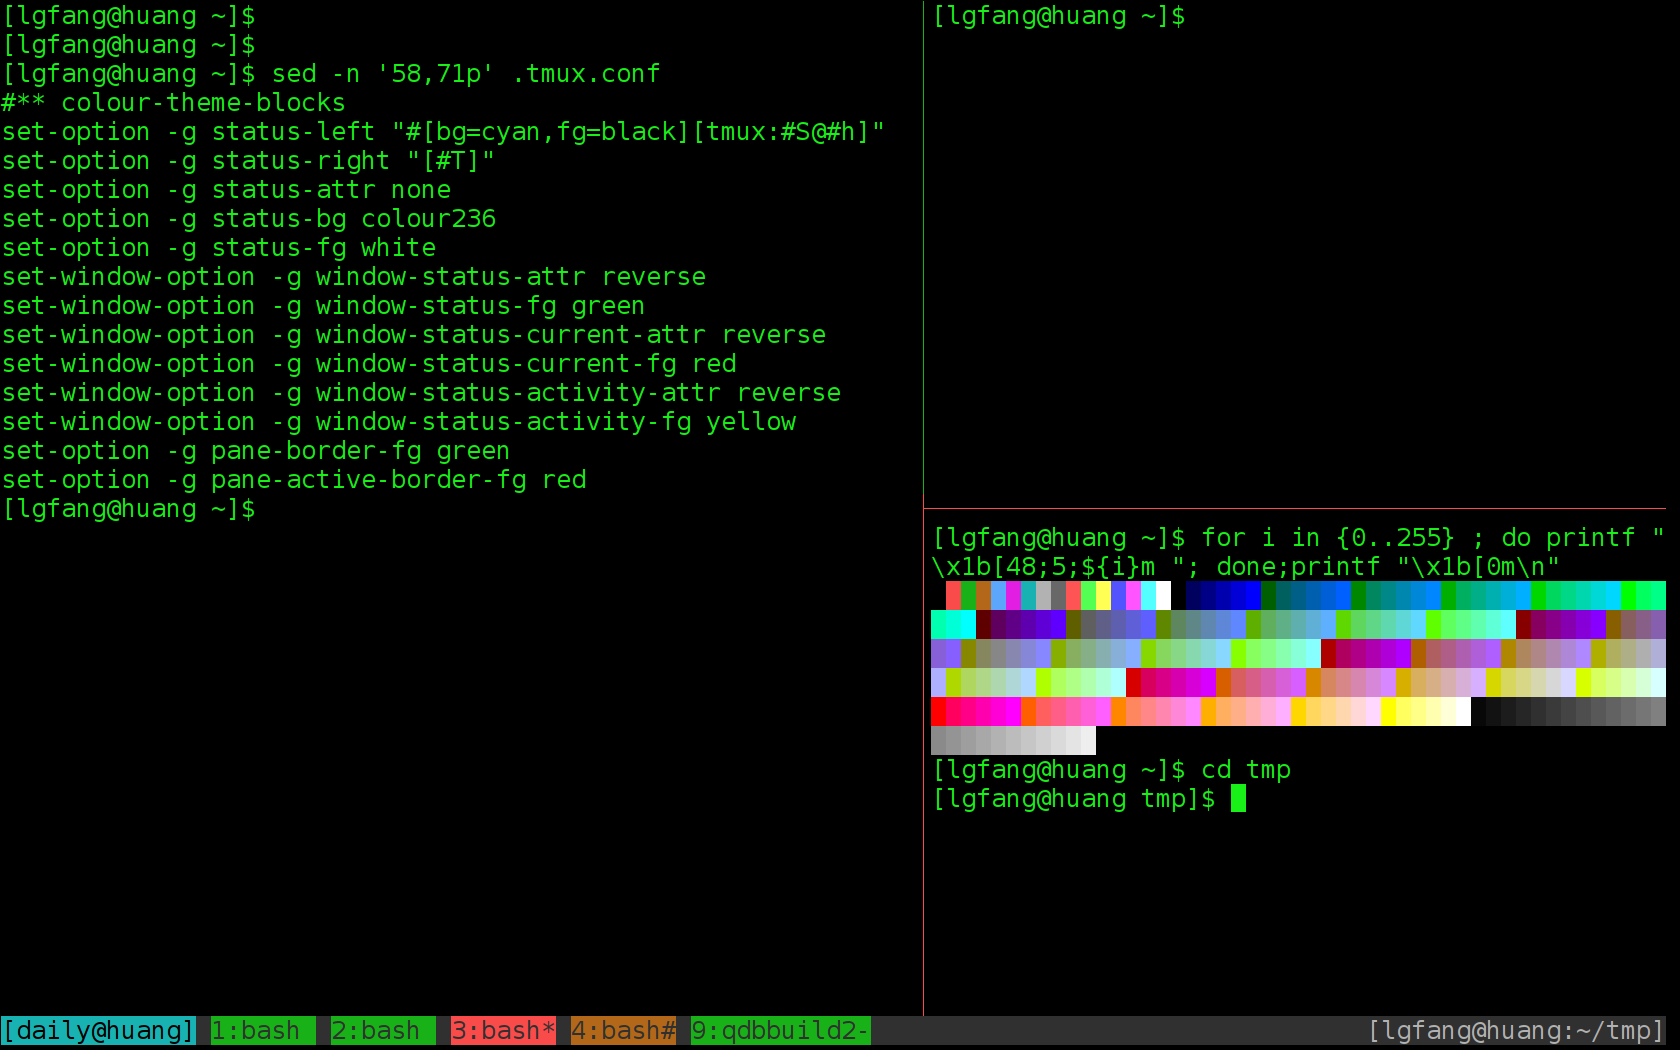 [lgfang@huang ~]$
[lgfang@huang ~]$
[lgfang@huang ~]$ sed -n '58,71p' .tmux.conf
#** colour-theme-blocks
set-option -g status-left "#[bg=cyan,fg=black][tmux:#S@#h]"
set-option -g status-right "[#T]"
set-option -g status-attr none
set-option -g status-bg colour236
set-option -g status-fg white
set-window-option -g window-status-attr reverse
set-window-option -g window-status-fg green
set-window-option -g window-status-current-attr reverse
set-window-option -g window-status-current-fg red
set-window-option -g window-status-activity-attr reverse
set-window-option -g window-status-activity-fg yellow
set-option -g pane-border-fg green
set-option -g pane-active-border-fg red
[lgfang@huang ~]$
[lgfang@huang ~]$
[lgfang@huang ~]$ for i in {0..255} ; do printf "
\x1b[48;5;${i}m "; done;printf "\x1b[0m\n"
[lgfang@huang ~]$ cd tmp
[lgfang@huang tmp]$
[daily@huang] 1:bash 2:bash 3:bash* 4:bash# 9:qdbbuild2- [lgfang@huang:~/tmp]